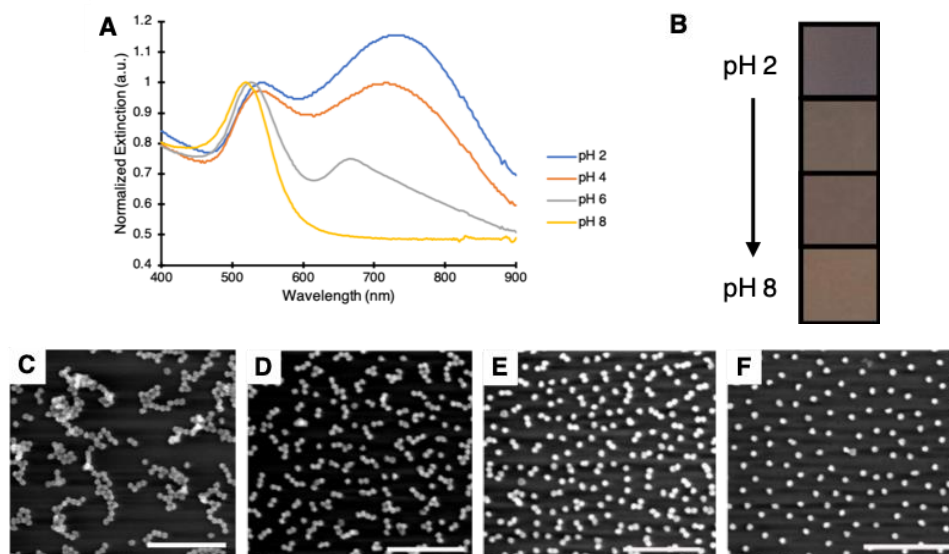 A
Normalized Extinction (a.u.)
1.2
1.1
1
0.9
0.8
0.7
0.6
0.5
0.4
400
500
600
700
800
900
Wavelength (nm)
pH 2
pH 4
pH 6
pH 8
B
pH 2
pH 8
C
D
E
F